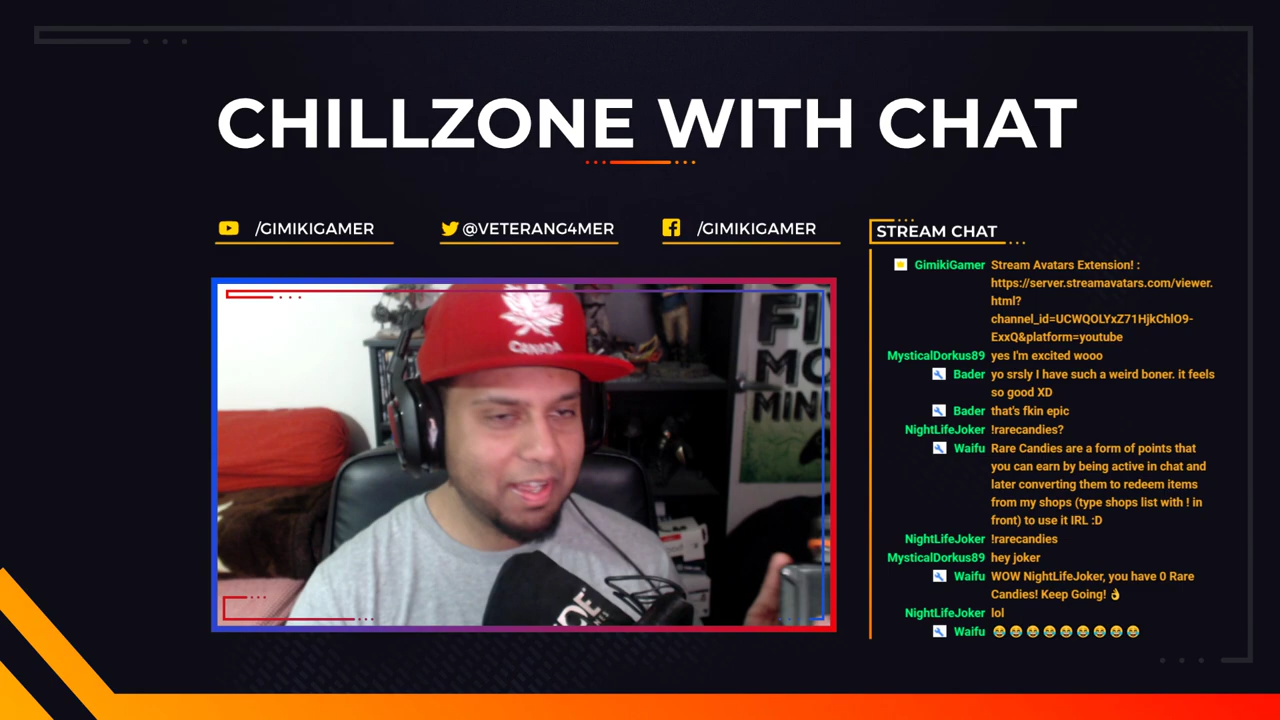 CHILLZONE WITH CHAT
/GIMIKIGAMER
@VETERANG4MER
/GIMIKIGAMER
STREAM CHAT
GimikiGamer Stream Avatars Extension! :
https://server.streamavatars.com/viewer.
html?
channel_id=UCWQOLYxZ71HjkChlO9-
ExxQ&platform=youtube
MysticalDorkus89 yes I'm excited wooo
Bader yo srsly I have such a weird boner. it feels
so good XD
Bader that's fkin epic
NightLifeJoker !rarecandies?
Waifu Rare Candies are a form of points that
you can earn by being active in chat and
later converting them to redeem items
from my shops (type shops list with ! in
front) to use it IRL :D
NightLifeJoker !rarecandies
MysticalDorkus89 hey joker
Waifu WOW NightLifeJoker, you have 0 Rare
Candies! Keep Going! 👌
NightLifeJoker lol
Waifu 😂😂😂😂😂😂😂😂😂
CANADA